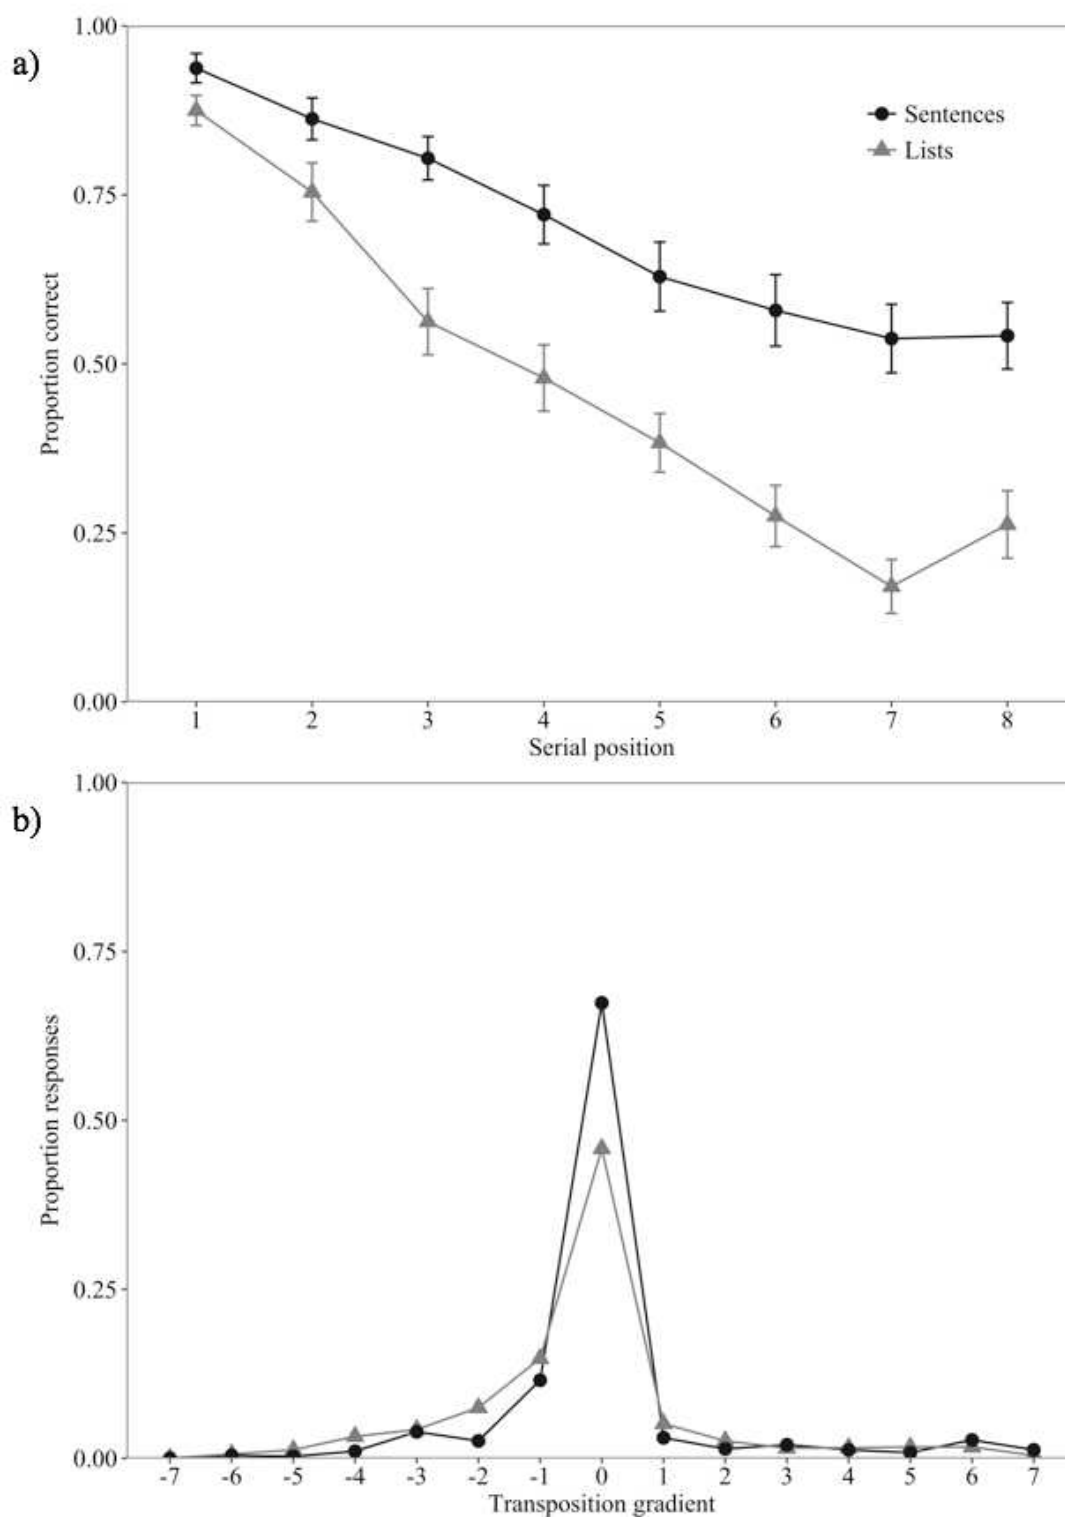 a)
1.00
0.75
0.50
0.25
0.00
Proportion correct
Sentences
Lists
1 2 3 4 5 6 7 8
Serial position
b)
1.00
0.75
0.50
0.25
0.00
Proportion responses
-7 -6 -5 -4 -3 -2 -1 0 1 2 3 4 5 6 7
Transposition gradient